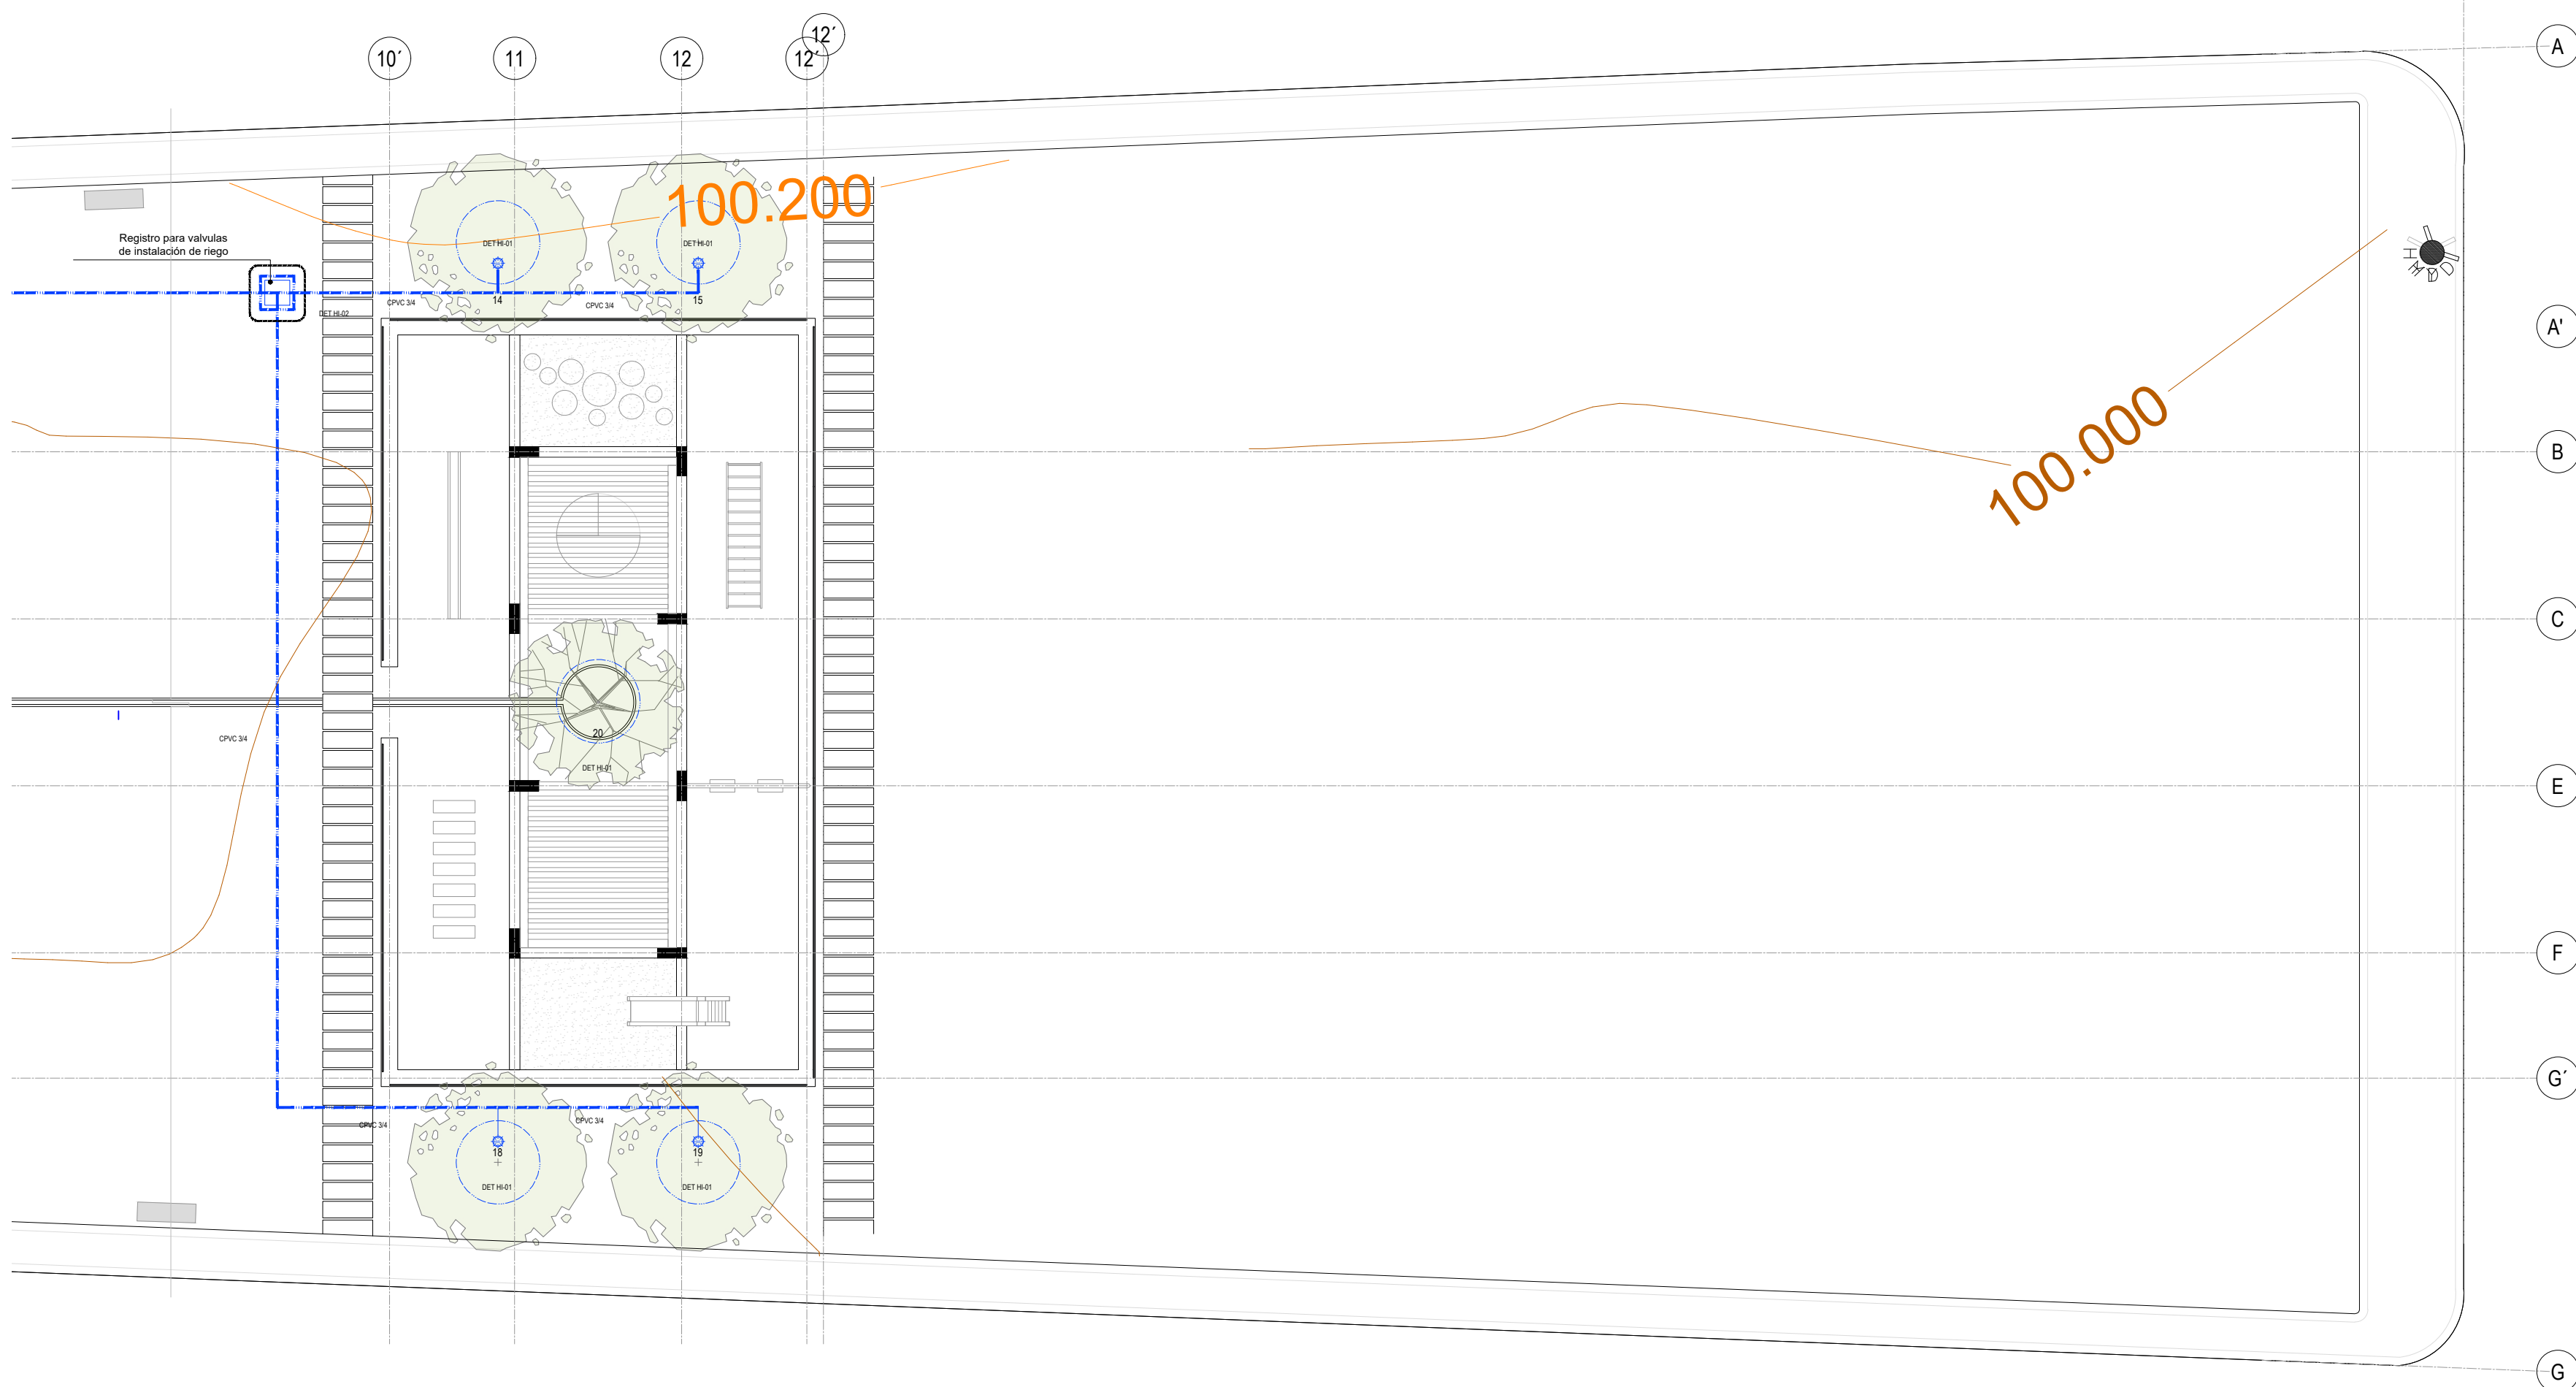 12´
10´
11
12
12´
A
100.200
Registro para valvulas
de instalación de riego
DET HI-01
DET HI-01
HAYD
14
15
CPVC 3/4
CPVC 3/4
DET HI-02
A'
100.000
B
C
20
CPVC 3/4
DET HI-01
E
F
G´
CPVC 3/4
CPVC 3/4
18
19
DET HI-01
DET HI-01
G